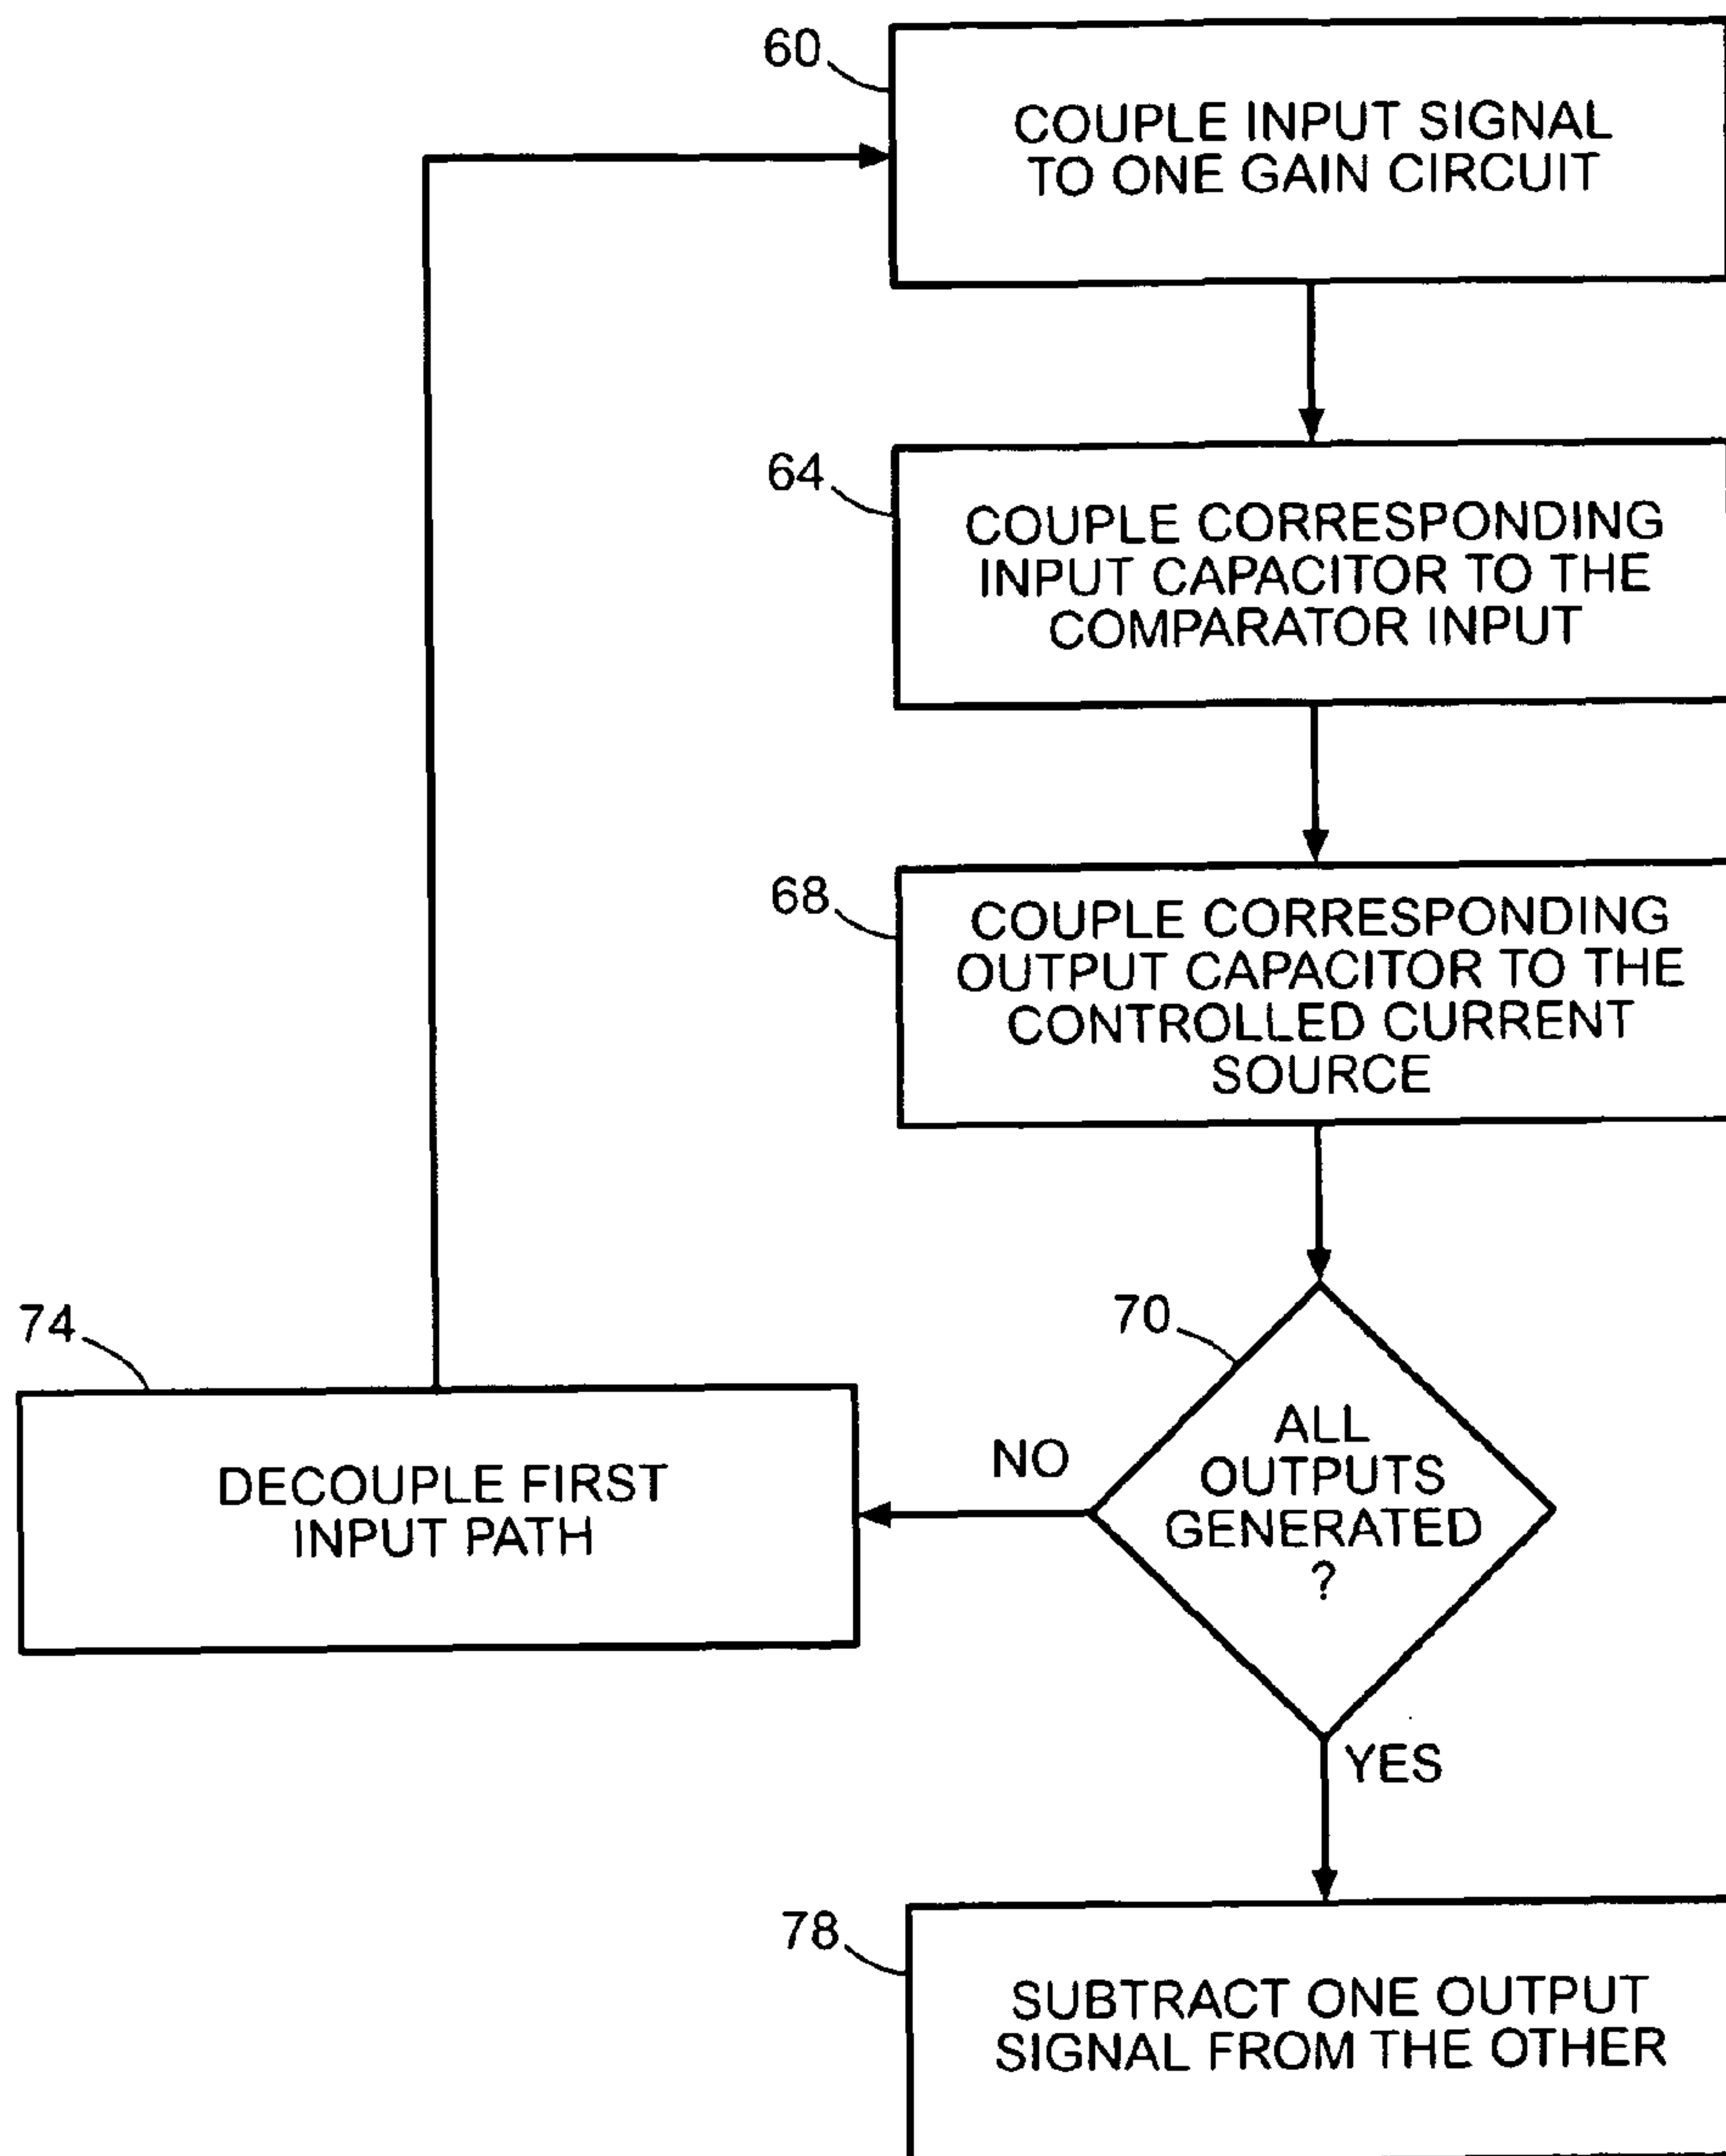 60
COUPLE INPUT SIGNAL
TO ONE GAIN CIRCUIT
64
COUPLE CORRESPONDING
INPUT CAPACITOR TO THE
COMPARATOR INPUT
68
COUPLE CORRESPONDING
OUTPUT CAPACITOR TO THE
CONTROLLED CURRENT
SOURCE
70
ALL
OUTPUTS
GENERATED
?
NO
74
DECOUPLE FIRST
INPUT PATH
YES
78
SUBTRACT ONE OUTPUT
SIGNAL FROM THE OTHER